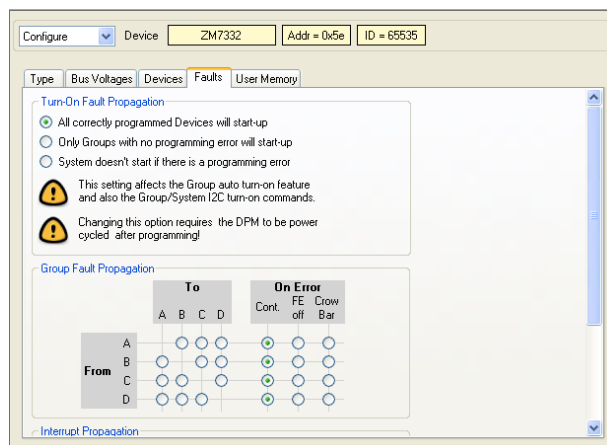 Configure Device ZM7332 Addr = 0x5e ID = 65535
Type Bus Voltages Devices Faults User Memory
Turn-On Fault Propagation
All correctly programmed Devices will start-up
Only Groups with no programming error will start-up
System doesn't start if there is a programming error
This setting affects the Group auto turn-on feature
and also the Group/System I2C turn-on commands.
Changing this option requires the DPM to be power
cycled after programming!
Group Fault Propagation
To On Error
A B C D Cont. FE off Crow Bar
From
A
B
C
D
Interrupt Propagation